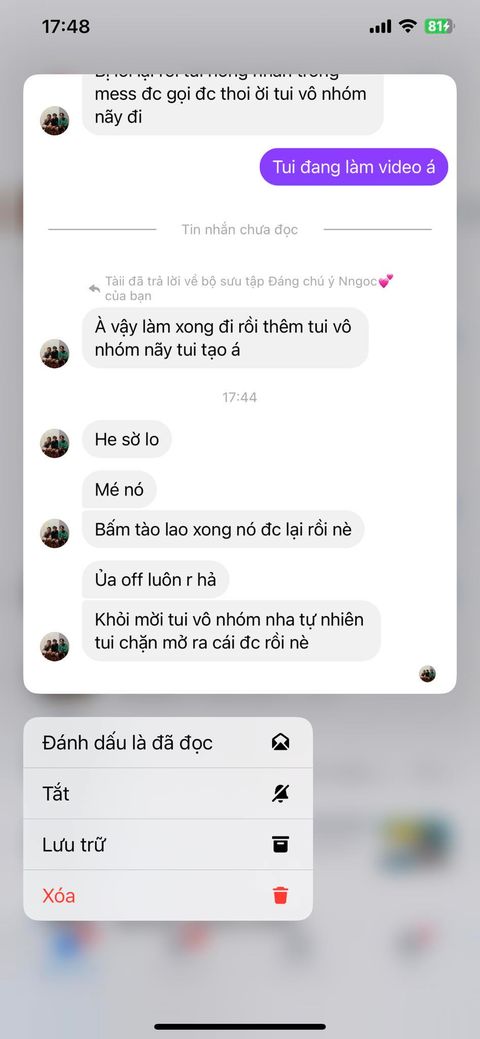 17:48
81
mess đc gọi đc thoi ời tui vô nhóm
nãy đi
Tui đang làm video á
Tin nhắn chưa đọc
Tàii đã trả lời về bộ sưu tập Đáng chú ý Nngoc💕
của bạn
À vậy làm xong đi rồi thêm tui vô
nhóm nãy tui tạo á
17:44
He sờ lo
Mé nó
Bấm tào lao xong nó đc lại rồi nè
Ủa off luôn r hả
Khỏi mời tui vô nhóm nha tự nhiên
tui chặn mở ra cái đc rồi nè
Đánh dấu là đã đọc
Tắt
Lưu trữ
Xóa